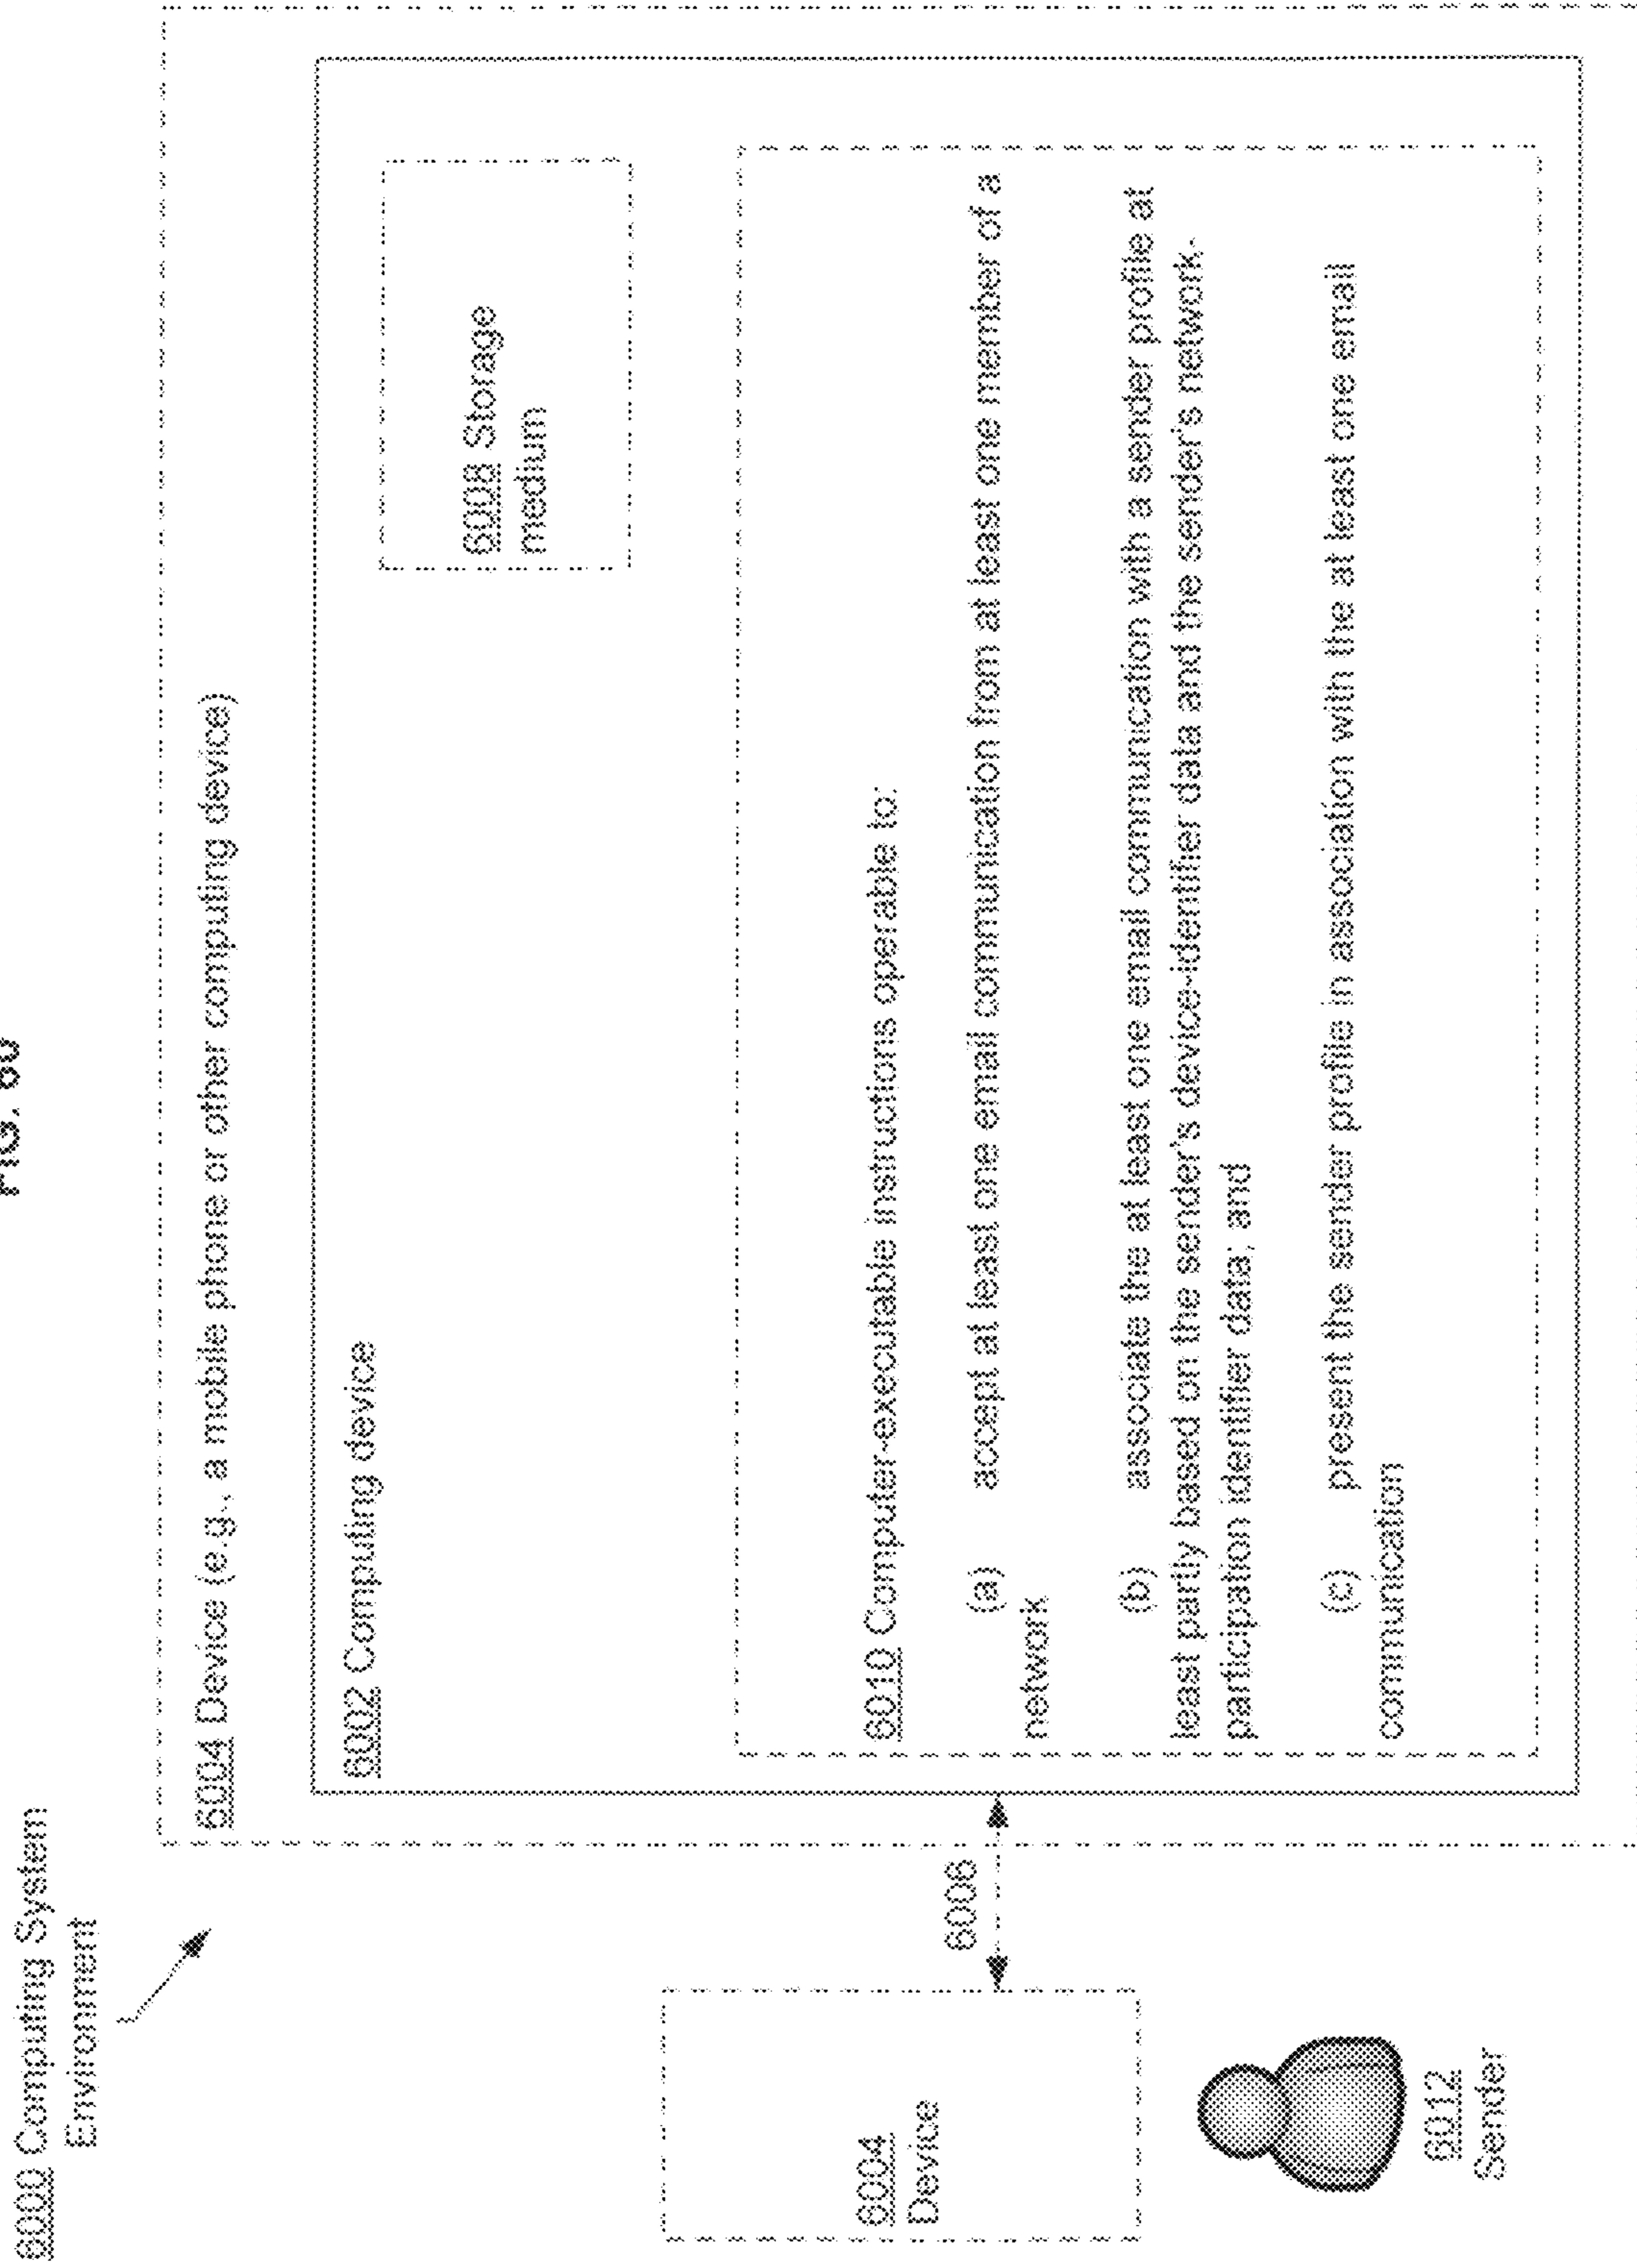 FIG. 60
6000 Computing System
Environment
6004 Device (e.g., a mobile phone or other computing device)
6002 Computing device
6008 Storage
medium
6010 Computer-executable instructions operable to:
(a) accept at least one email communication from at least one member of a
network
(b) associate the at least one email communication with a sender profile at
least partly based on the sender's device-identifier data and the sender's network-
participation identifier data; and
(c) present the sender profile in association with the at least one email
communication
6006
6004
Device
6012
Sender